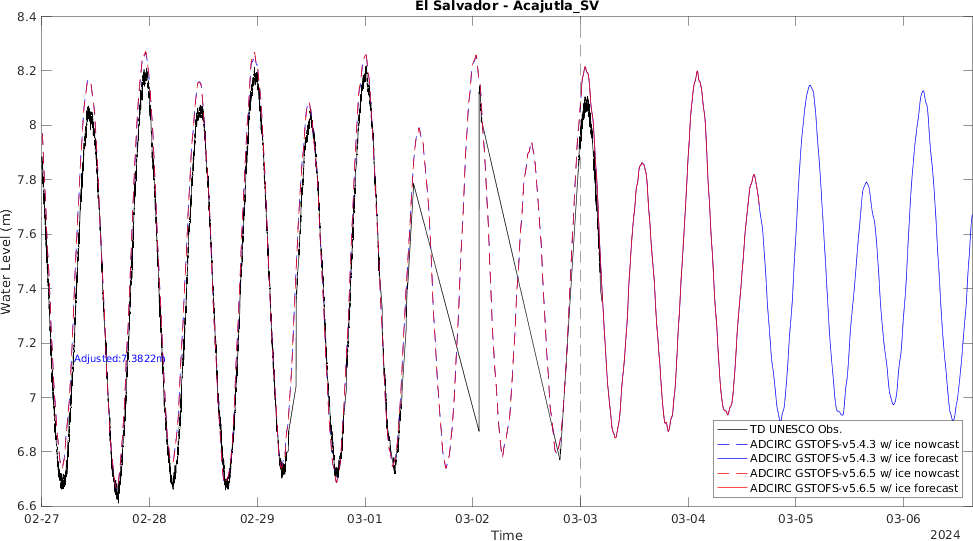 El Salvador - Acajutla_SV
8.4
8.2
8
7.8
7.6
7.4
7.2
7
6.8
6.6
Water Level (m)
Adjusted:7.3822m
TD UNESCO Obs.
ADCIRC GSTOFS-v5.4.3 w/ ice nowcast
ADCIRC GSTOFS-v5.4.3 w/ ice forecast
ADCIRC GSTOFS-v5.6.5 w/ ice nowcast
ADCIRC GSTOFS-v5.6.5 w/ ice forecast
02-27 02-28 02-29 03-01 03-02 03-03 03-04 03-05 03-06
Time
2024